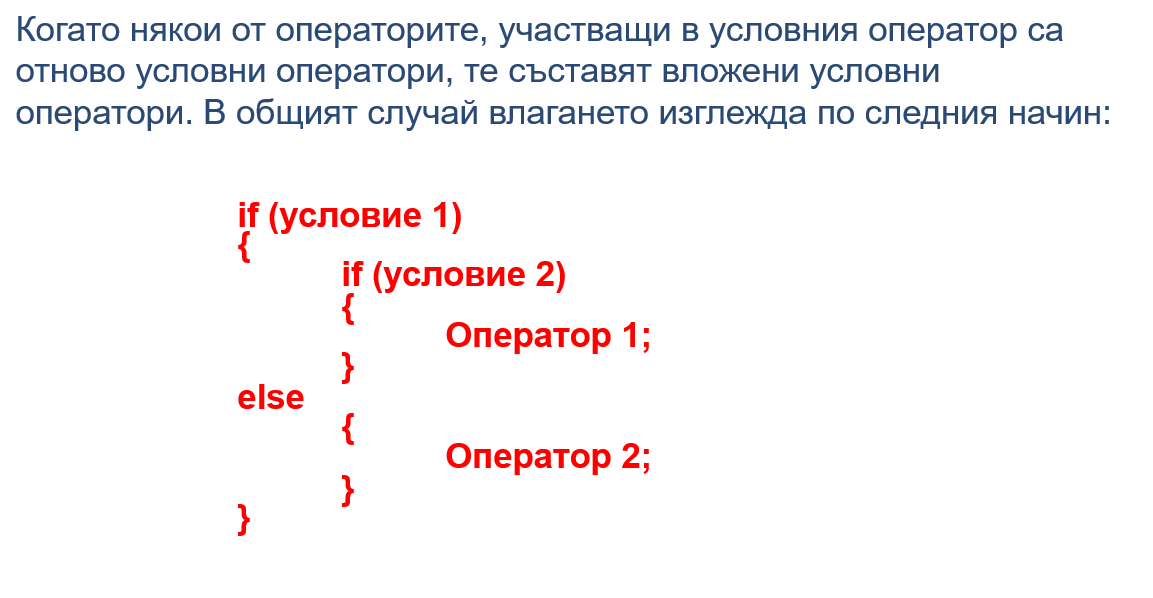 Когато някои от операторите, участващи в условния оператор са
отново условни оператори, те съставят вложени условни
оператори. В общият случай влагането изглежда по следния начин:
if (условие 1)
{
if (условие 2)
{
Оператор 1;
}
else
{
Оператор 2;
}
}